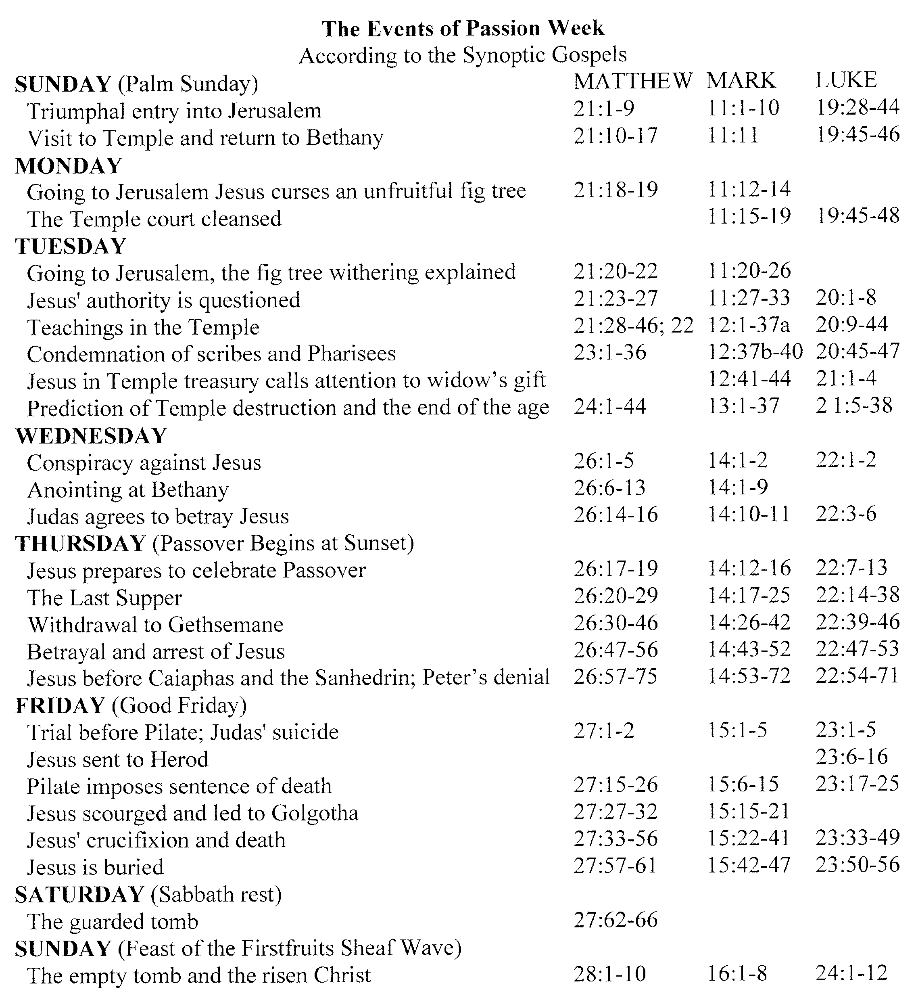 The Events of Passion Week
According to the Synoptic Gospels
SUNDAY (Palm Sunday) MATTHEW MARK LUKE
Triumphal entry into Jerusalem 21:1-9 11:1-10 19:28-44
Visit to Temple and return to Bethany 21:10-17 11:11 19:45-46
MONDAY
Going to Jerusalem Jesus curses an unfruitful fig tree 21:18-19 11:12-14
The Temple court cleansed 11:15-19 19:45-48
TUESDAY
Going to Jerusalem, the fig tree withering explained 21:20-22 11:20-26
Jesus' authority is questioned 21:23-27 11:27-33 20:1-8
Teachings in the Temple 21:28-46; 22 12:1-37a 20:9-44
Condemnation of scribes and Pharisees 23:1-36 12:37b-40 20:45-47
Jesus in Temple treasury calls attention to widow’s gift 12:41-44 21:1-4
Prediction of Temple destruction and the end of the age 24:1-44 13:1-37 2 1:5-38
WEDNESDAY
Conspiracy against Jesus 26:1-5 14:1-2 22:1-2
Anointing at Bethany 26:6-13 14:1-9
Judas agrees to betray Jesus 26:14-16 14:10-11 22:3-6
THURSDAY (Passover Begins at Sunset)
Jesus prepares to celebrate Passover 26:17-19 14:12-16 22:7-13
The Last Supper 26:20-29 14:17-25 22:14-38
Withdrawal to Gethsemane 26:30-46 14:26-42 22:39-46
Betrayal and arrest of Jesus 26:47-56 14:43-52 22:47-53
Jesus before Caiaphas and the Sanhedrin; Peter’s denial 26:57-75 14:53-72 22:54-71
FRIDAY (Good Friday)
Trial before Pilate; Judas' suicide 27:1-2 15:1-5 23:1-5
Jesus sent to Herod 23:6-16
Pilate imposes sentence of death 27:15-26 15:6-15 23:17-25
Jesus scourged and led to Golgotha 27:27-32 15:15-21
Jesus' crucifixion and death 27:33-56 15:22-41 23:33-49
Jesus is buried 27:57-61 15:42-47 23:50-56
SATURDAY (Sabbath rest)
The guarded tomb 27:62-66
SUNDAY (Feast of the Firstfruits Sheaf Wave)
The empty tomb and the risen Christ 28:1-10 16:1-8 24:1-12